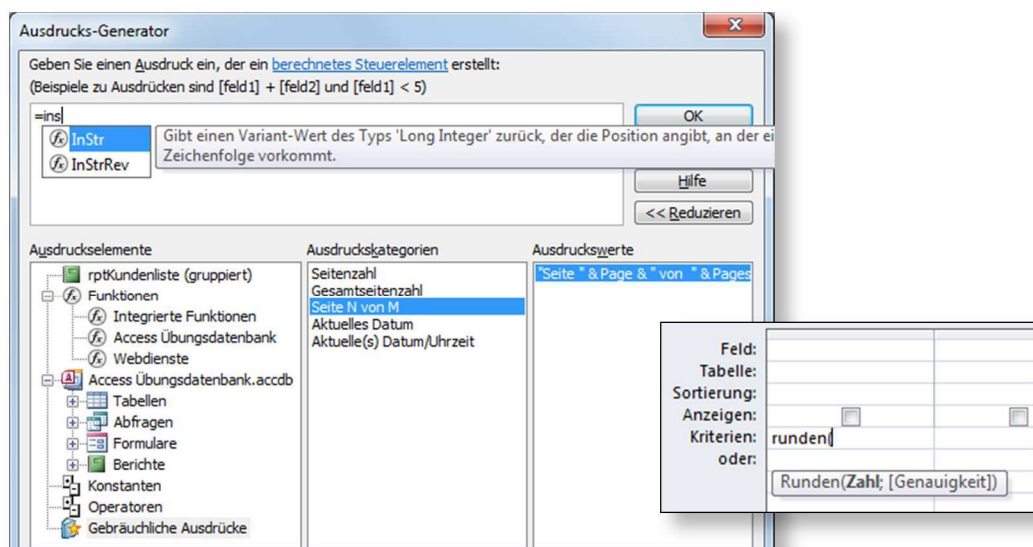 Ausdrucks-Generator
Geben Sie einen Ausdruck ein, der ein berechnetes Steuerelement erstellt:
(Beispiele zu Ausdrücken sind [feld1] + [feld2] und [feld1] < 5)
=ins
OK
InStr
Gibt einen Variant-Wert des Typs 'Long Integer' zurück, der die Position angibt, an der ei
Zeichenfolge vorkommt.
InStrRev
Hilfe
<< Reduzieren
Ausdruckselemente
rptKundenliste (gruppiert)
Funktionen
Integrierte Funktionen
Access Übungsdatenbank
Webdienste
Access Übungsdatenbank.accdb
Tabellen
Abfragen
Formulare
Berichte
Konstanten
Operatoren
Gebräuchliche Ausdrücke
Ausdruckskategorien
Seitenzahl
Gesamtseitenzahl
Seite N von M
Aktuelles Datum
Aktuelle(s) Datum/Uhrzeit
Ausdruckswerte
"Seite " & Page & " von " & Pages
Feld:
Tabelle:
Sortierung:
Anzeigen:
Kriterien: runden(
oder:
Runden(Zahl; [Genauigkeit])